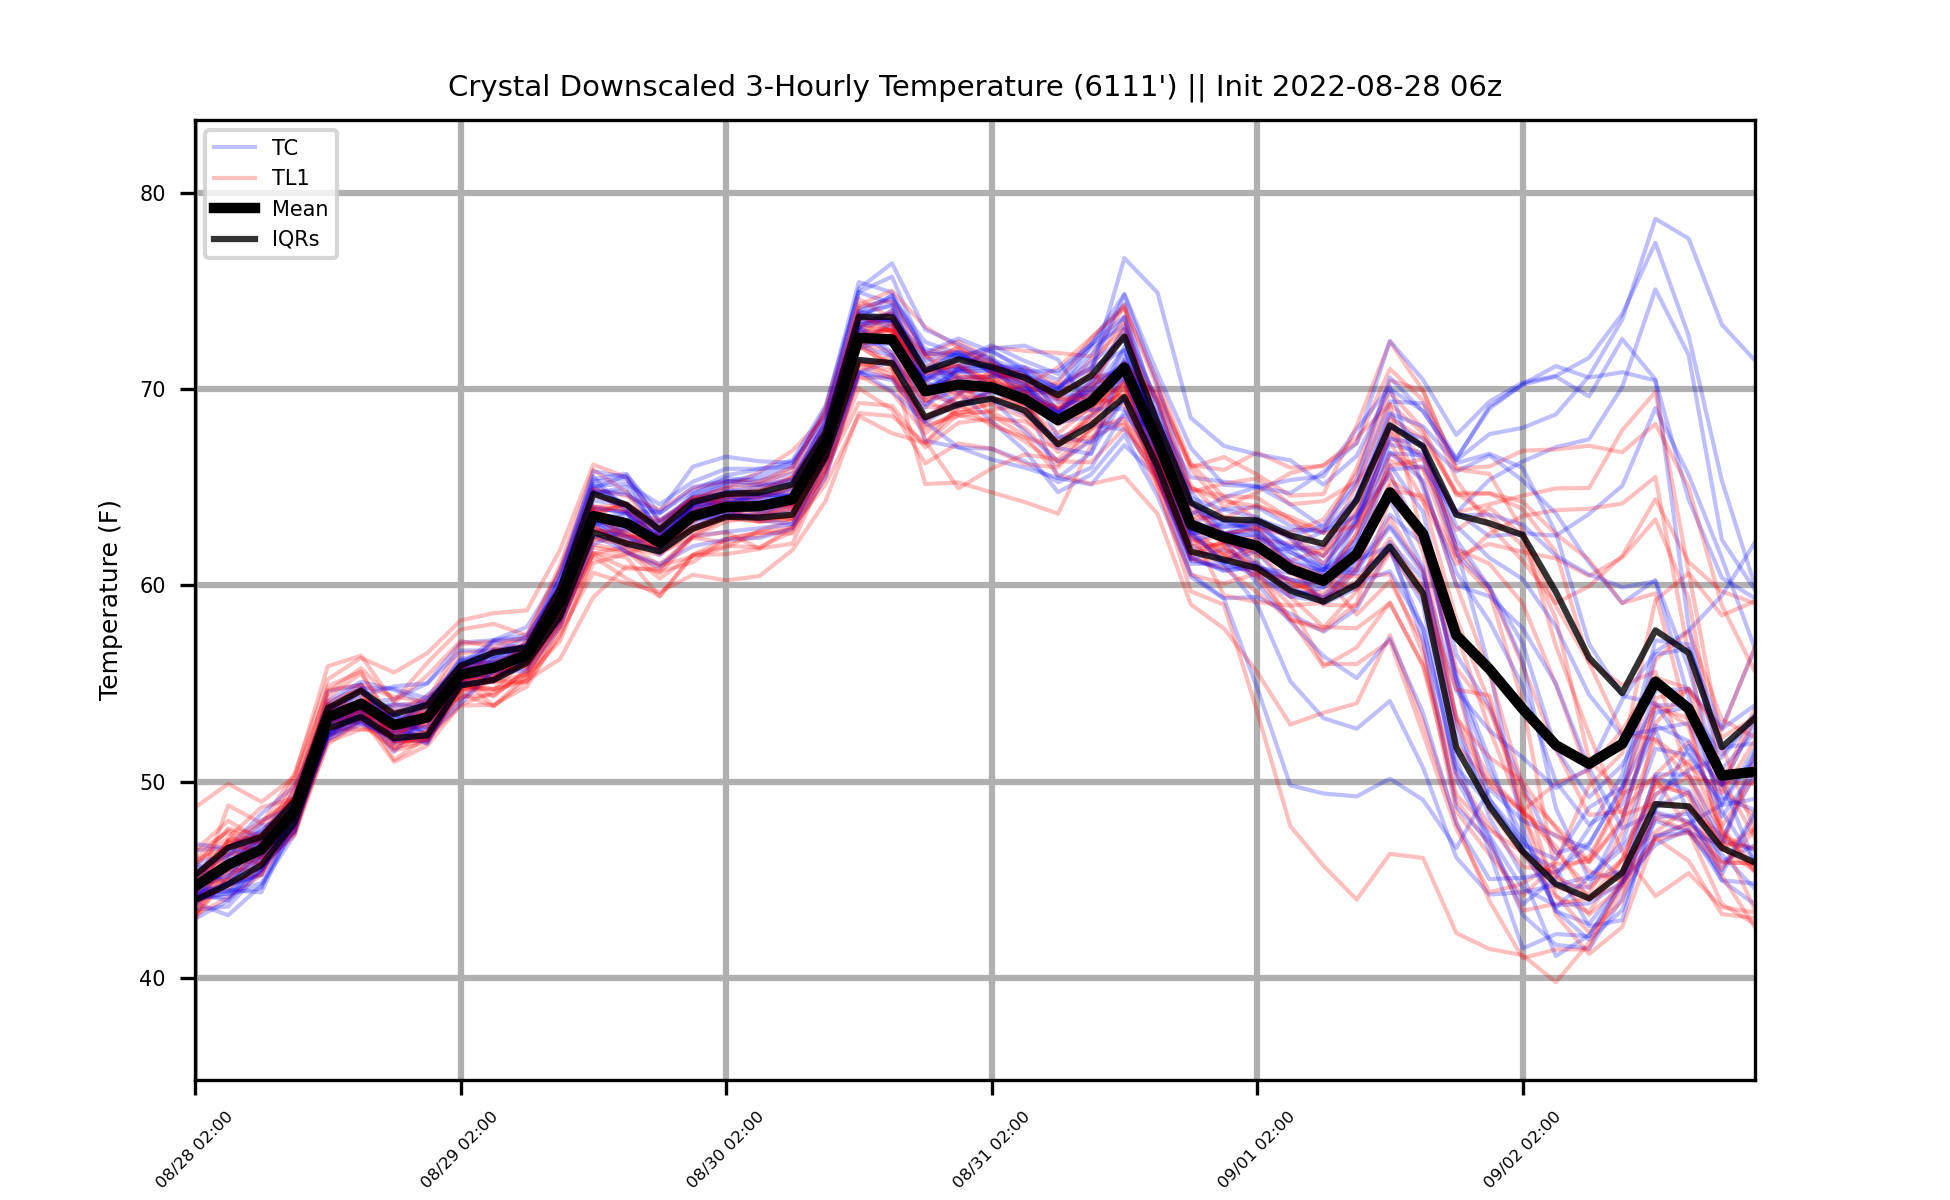 Crystal Downscaled 3-Hourly Temperature (6111') || Init 2022-08-28 06z
TC
TL1
Mean
IQRs
Temperature (F)
80
70
60
50
40
08/28 02:00
08/29 02:00
08/30 02:00
08/31 02:00
09/01 02:00
09/02 02:00